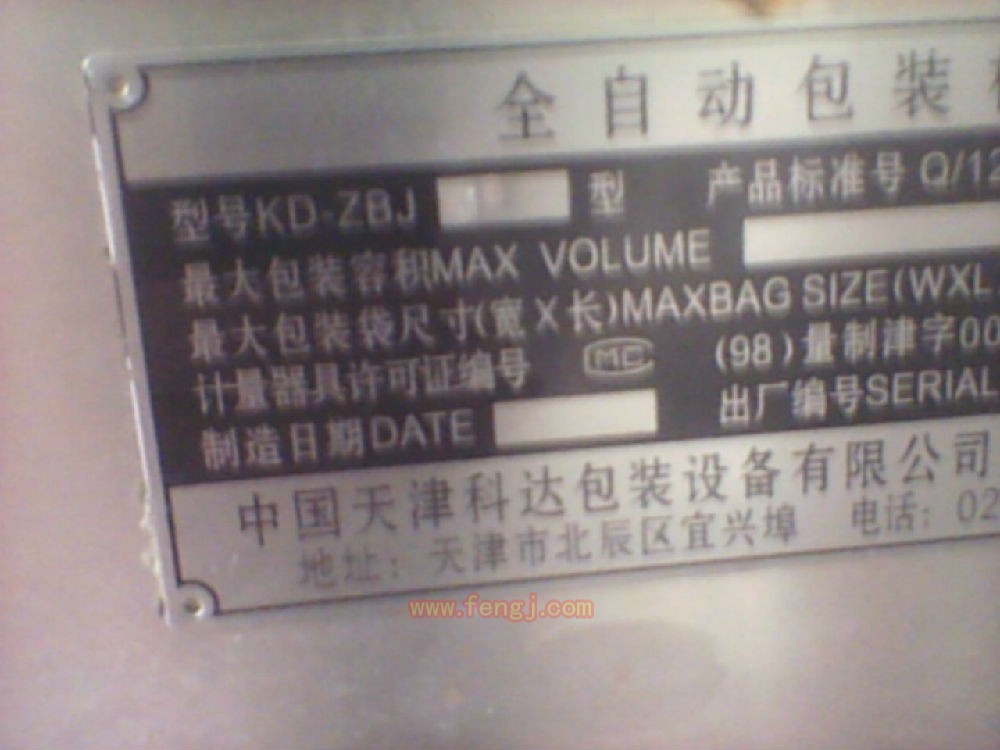 全自动包装
型号KD-ZBJ 型 产品标准号 Q/12
最大包装容积MAX VOLUME
最大包装袋尺寸(宽X长)MAXBAG SIZE(WXL
计量器具许可证编号 MC (98)量制津字00
制造日期DATE 出厂编号SERIAL
中国天津科达包装设备有限公司
地址：天津市北辰区宜兴埠 电话：02
www.fengj.com